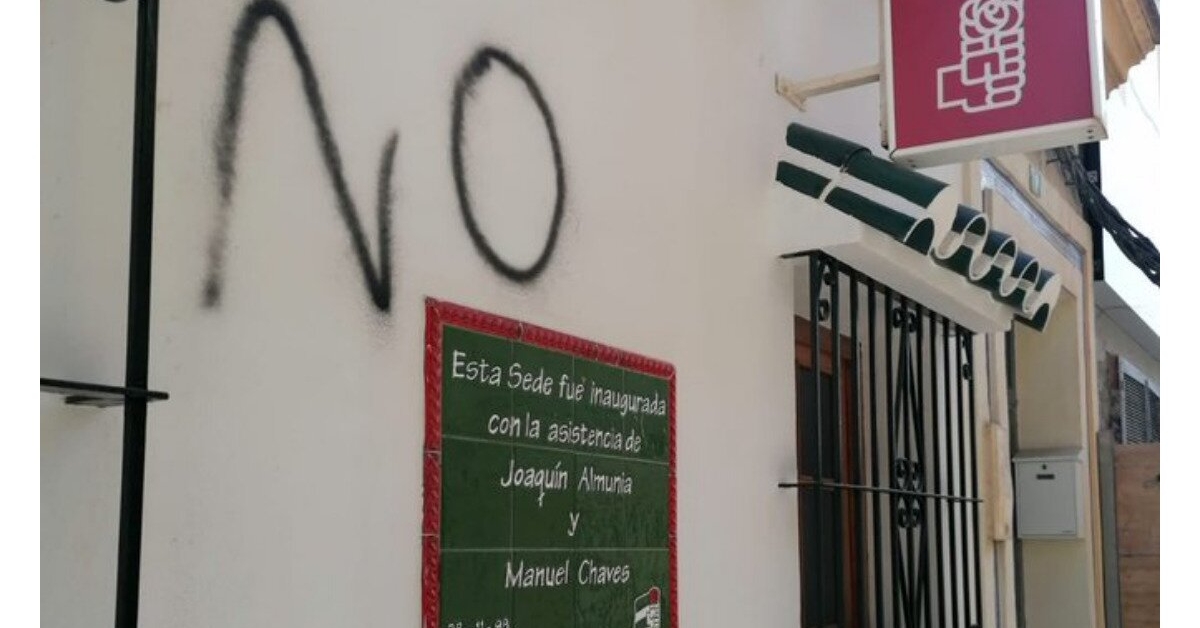 NO
Esta Sede fue inaugurada
con la asistencia de
Joaquín Almunia
y
Manuel Chaves